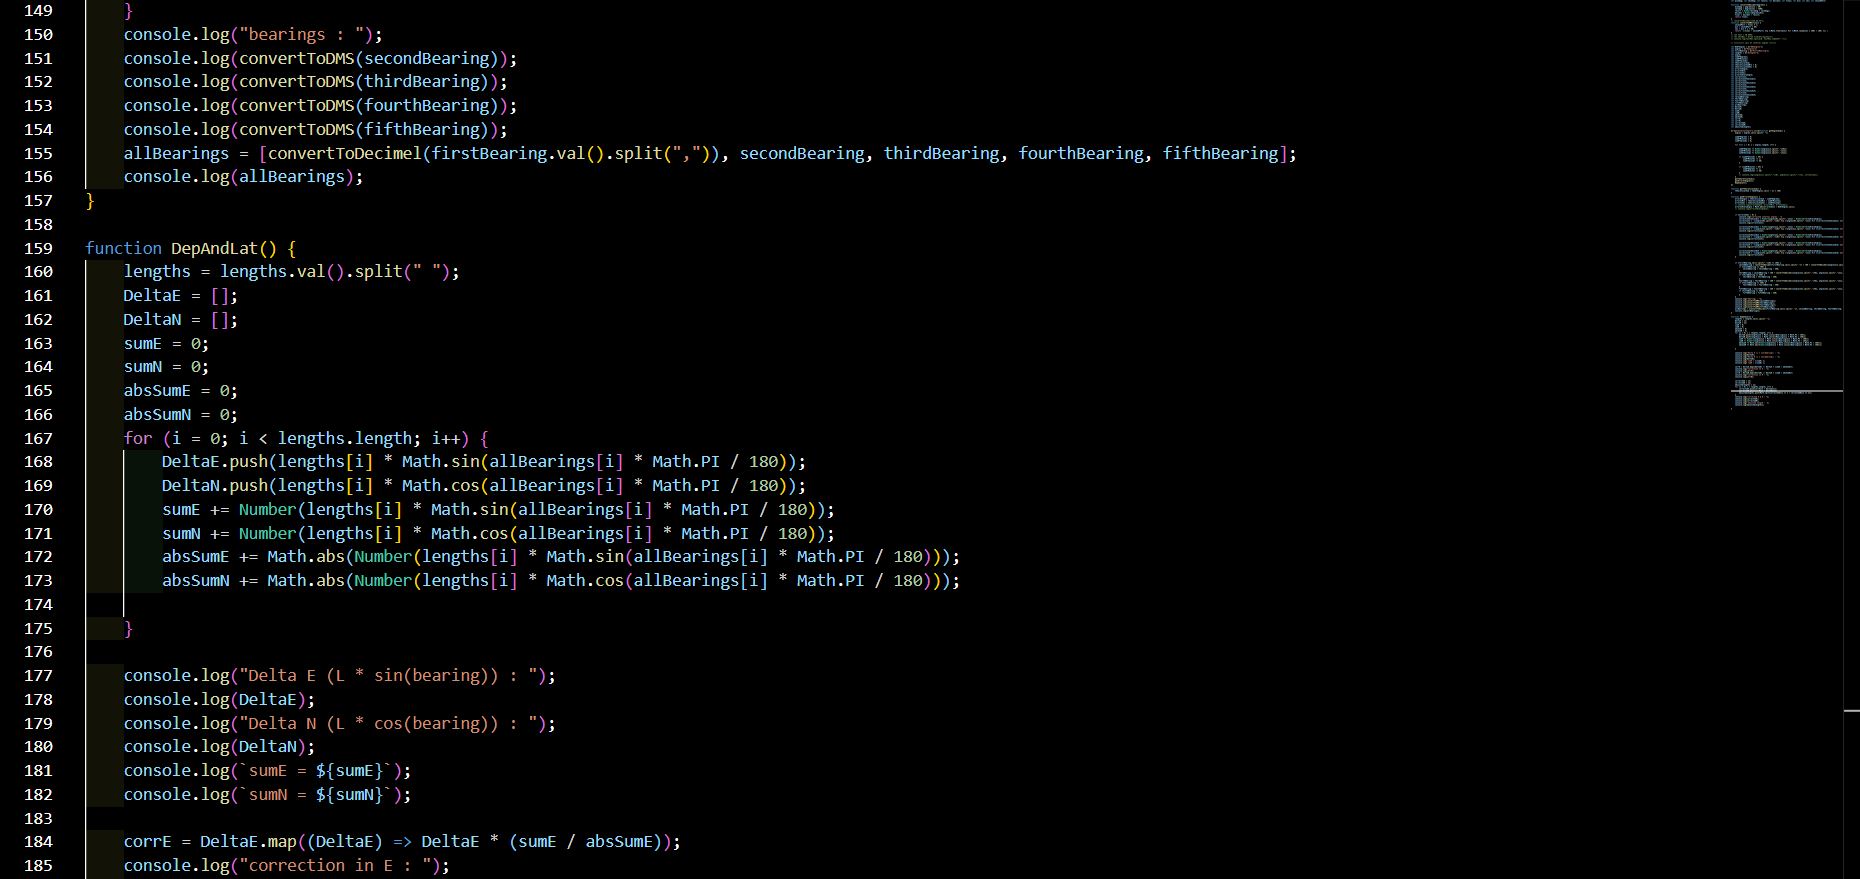 149 }
150 console.log("bearings : ");
151 console.log(convertToDMS(secondBearing));
152 console.log(convertToDMS(thirdBearing));
153 console.log(convertToDMS(fourthBearing));
154 console.log(convertToDMS(fifthBearing));
155 allBearings = [convertToDecimel(firstBearing.val().split(",")), secondBearing, thirdBearing, fourthBearing, fifthBearing];
156 console.log(allBearings);
157 }
158
159 function DepAndLat() {
160 lengths = lengths.val().split(" ");
161 DeltaE = [];
162 DeltaN = [];
163 sumE = 0;
164 sumN = 0;
165 absSumE = 0;
166 absSumN = 0;
167 for (i = 0; i < lengths.length; i++) {
168 DeltaE.push(lengths[i] * Math.sin(allBearings[i] * Math.PI / 180));
169 DeltaN.push(lengths[i] * Math.cos(allBearings[i] * Math.PI / 180));
170 sumE += Number(lengths[i] * Math.sin(allBearings[i] * Math.PI / 180));
171 sumN += Number(lengths[i] * Math.cos(allBearings[i] * Math.PI / 180));
172 absSumE += Math.abs(Number(lengths[i] * Math.sin(allBearings[i] * Math.PI / 180)));
173 absSumN += Math.abs(Number(lengths[i] * Math.cos(allBearings[i] * Math.PI / 180)));
174
175 }
176
177 console.log("Delta E (L * sin(bearing)) : ");
178 console.log(DeltaE);
179 console.log("Delta N (L * cos(bearing)) : ");
180 console.log(DeltaN);
181 console.log(`sumE = ${sumE}`);
182 console.log(`sumN = ${sumN}`);
183
184 corrE = DeltaE.map((DeltaE) => DeltaE * (sumE / absSumE));
185 console.log("correction in E : ");